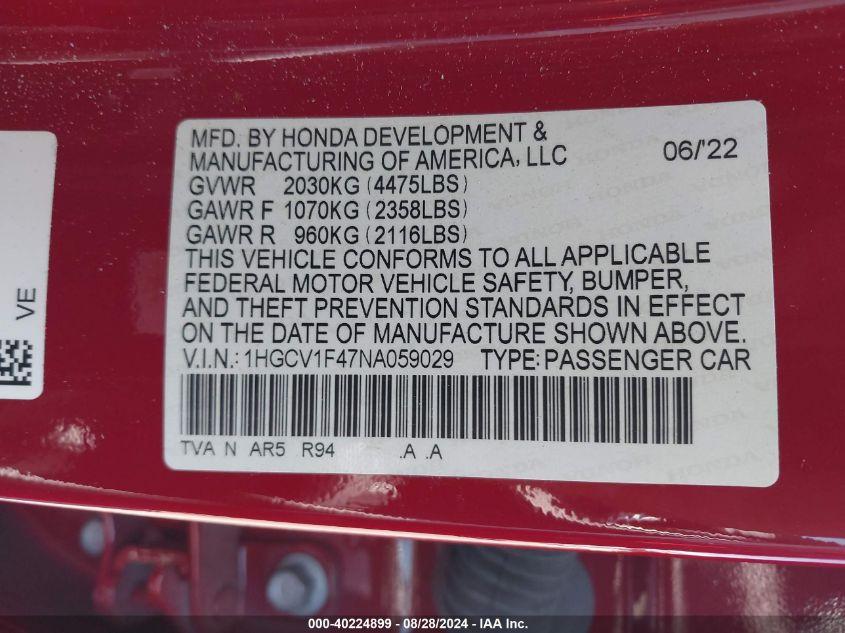 MFD. BY HONDA DEVELOPMENT &
MANUFACTURING OF AMERICA, LLC 06/'22
GVWR 2030KG (4475LBS)
GAWR F 1070KG (2358LBS)
GAWR R 960KG (2116LBS)
THIS VEHICLE CONFORMS TO ALL APPLICABLE
FEDERAL MOTOR VEHICLE SAFETY, BUMPER,
AND THEFT PREVENTION STANDARDS IN EFFECT
ON THE DATE OF MANUFACTURE SHOWN ABOVE.
V.I.N.: 1HGCV1F47NA059029 TYPE: PASSENGER CAR
TVA N AR5 R94 .A .A
VE
000-40224899 / 08/28/2024 - IAA Inc.